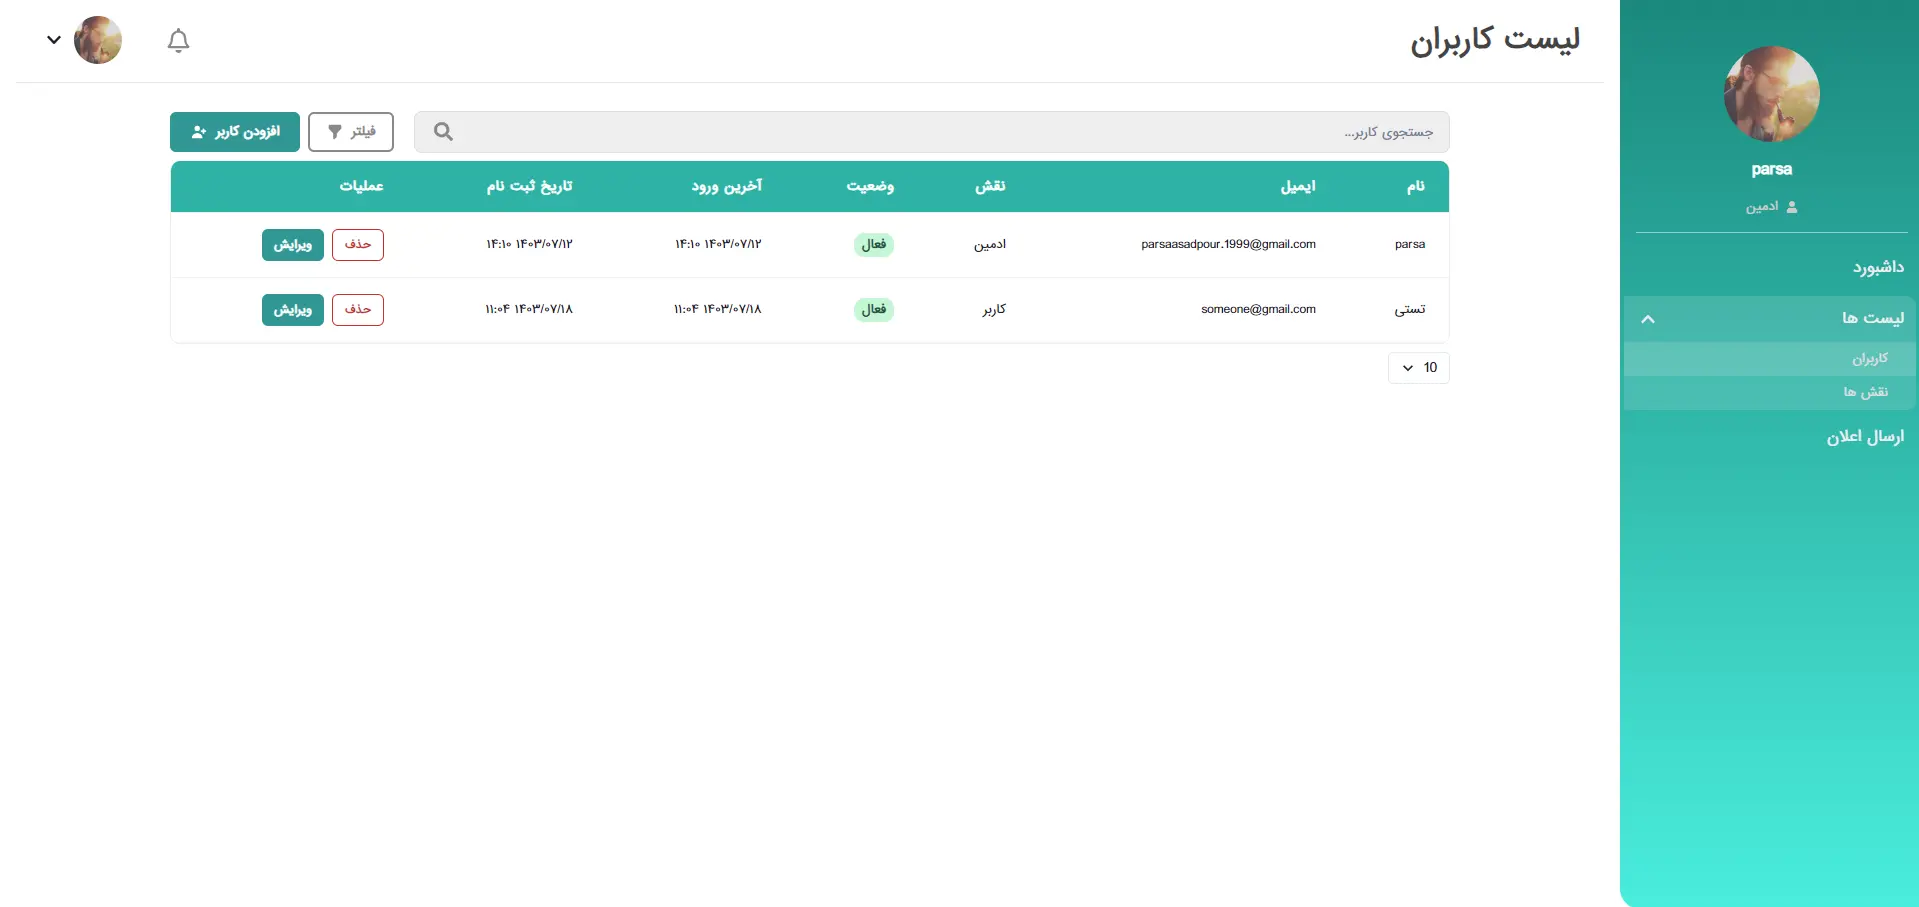 لیست کاربران
parsa
ادمین
داشبورد
لیست ها
کاربران
نقش ها
ارسال اعلان
جستجوی کاربر...
فیلتر
افزودن کاربر
نام ایمیل نقش وضعیت آخرین ورود تاریخ ثبت نام عملیات
parsa parsaasadpour.1999@gmail.com ادمین فعال ۱۴۰۳/۰۷/۱۲ ۱۴:۱۰ ۱۴۰۳/۰۷/۱۲ ۱۴:۱۰ حذف ویرایش
تستی someone@gmail.com کاربر فعال ۱۴۰۳/۰۷/۱۸ ۱۱:۰۴ ۱۴۰۳/۰۷/۱۸ ۱۱:۰۴ حذف ویرایش
10